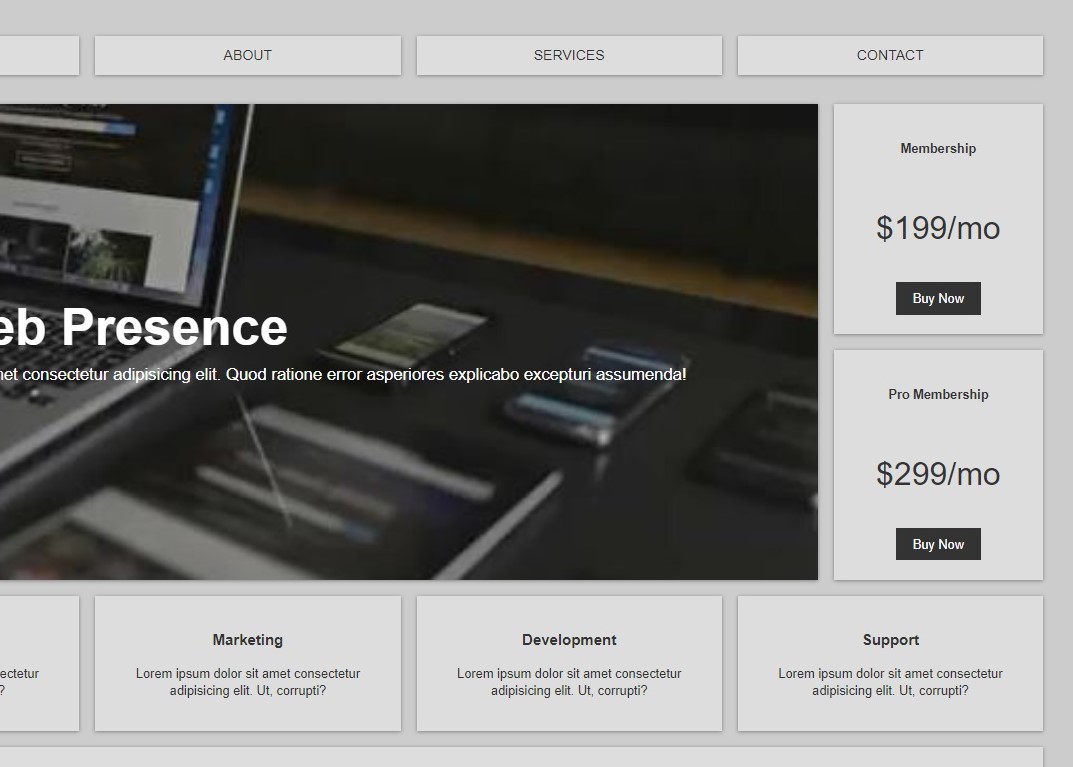 ABOUT
SERVICES
CONTACT
Presence
consectetur adipisicing elit. Quod ratione error asperiores explicabo excepturi assumenda!
Membership
$199/mo
Buy Now
Pro Membership
$299/mo
Buy Now
Marketing
Lorem ipsum dolor sit amet consectetur
adipisicing elit. Ut, corrupti?
Development
Lorem ipsum dolor sit amet consectetur
adipisicing elit. Ut, corrupti?
Support
Lorem ipsum dolor sit amet consectetur
adipisicing elit. Ut, corrupti?